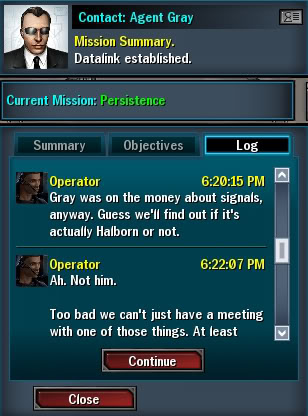 Contact: Agent Gray
Mission Summary.
Datalink established.
Current Mission: Persistence
Summary
Objectives
Log
Operator 6:20:15 PM
Gray was on the money about signals,
anyway. Guess we'll find out if it's
actually Halborn or not.
Operator 6:22:07 PM
Ah. Not him.
Too bad we can't just have a meeting
with one of those things. At least
Continue
Close